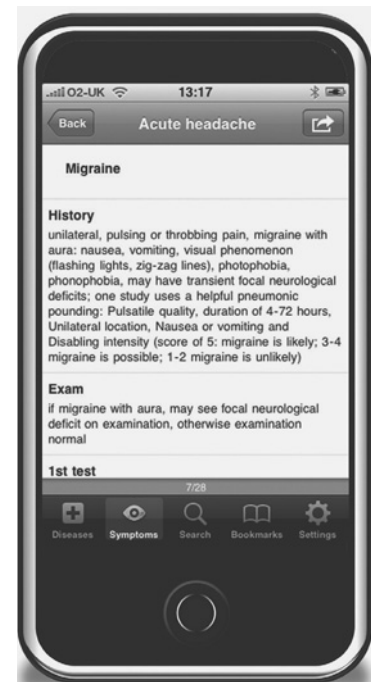 O2-UK 13:17
Back Acute headache
Migraine
History
unilateral, pulsing or throbbing pain, migraine with
aura: nausea, vomiting, visual phenomenon
(flashing lights, zig-zag lines), photophobia,
phonophobia, may have transient focal neurological
deficits; one study uses a helpful pneumonic
pounding: Pulsatile quality, duration of 4-72 hours,
Unilateral location, Nausea or vomiting and
Disabling intensity (score of 5: migraine is likely; 3-4
migraine is possible; 1-2 migraine is unlikely)
Exam
if migraine with aura, may see focal neurological
deficit on examination, otherwise examination
normal
1st test
7/28
Diseases Symptoms Search Bookmarks Settings